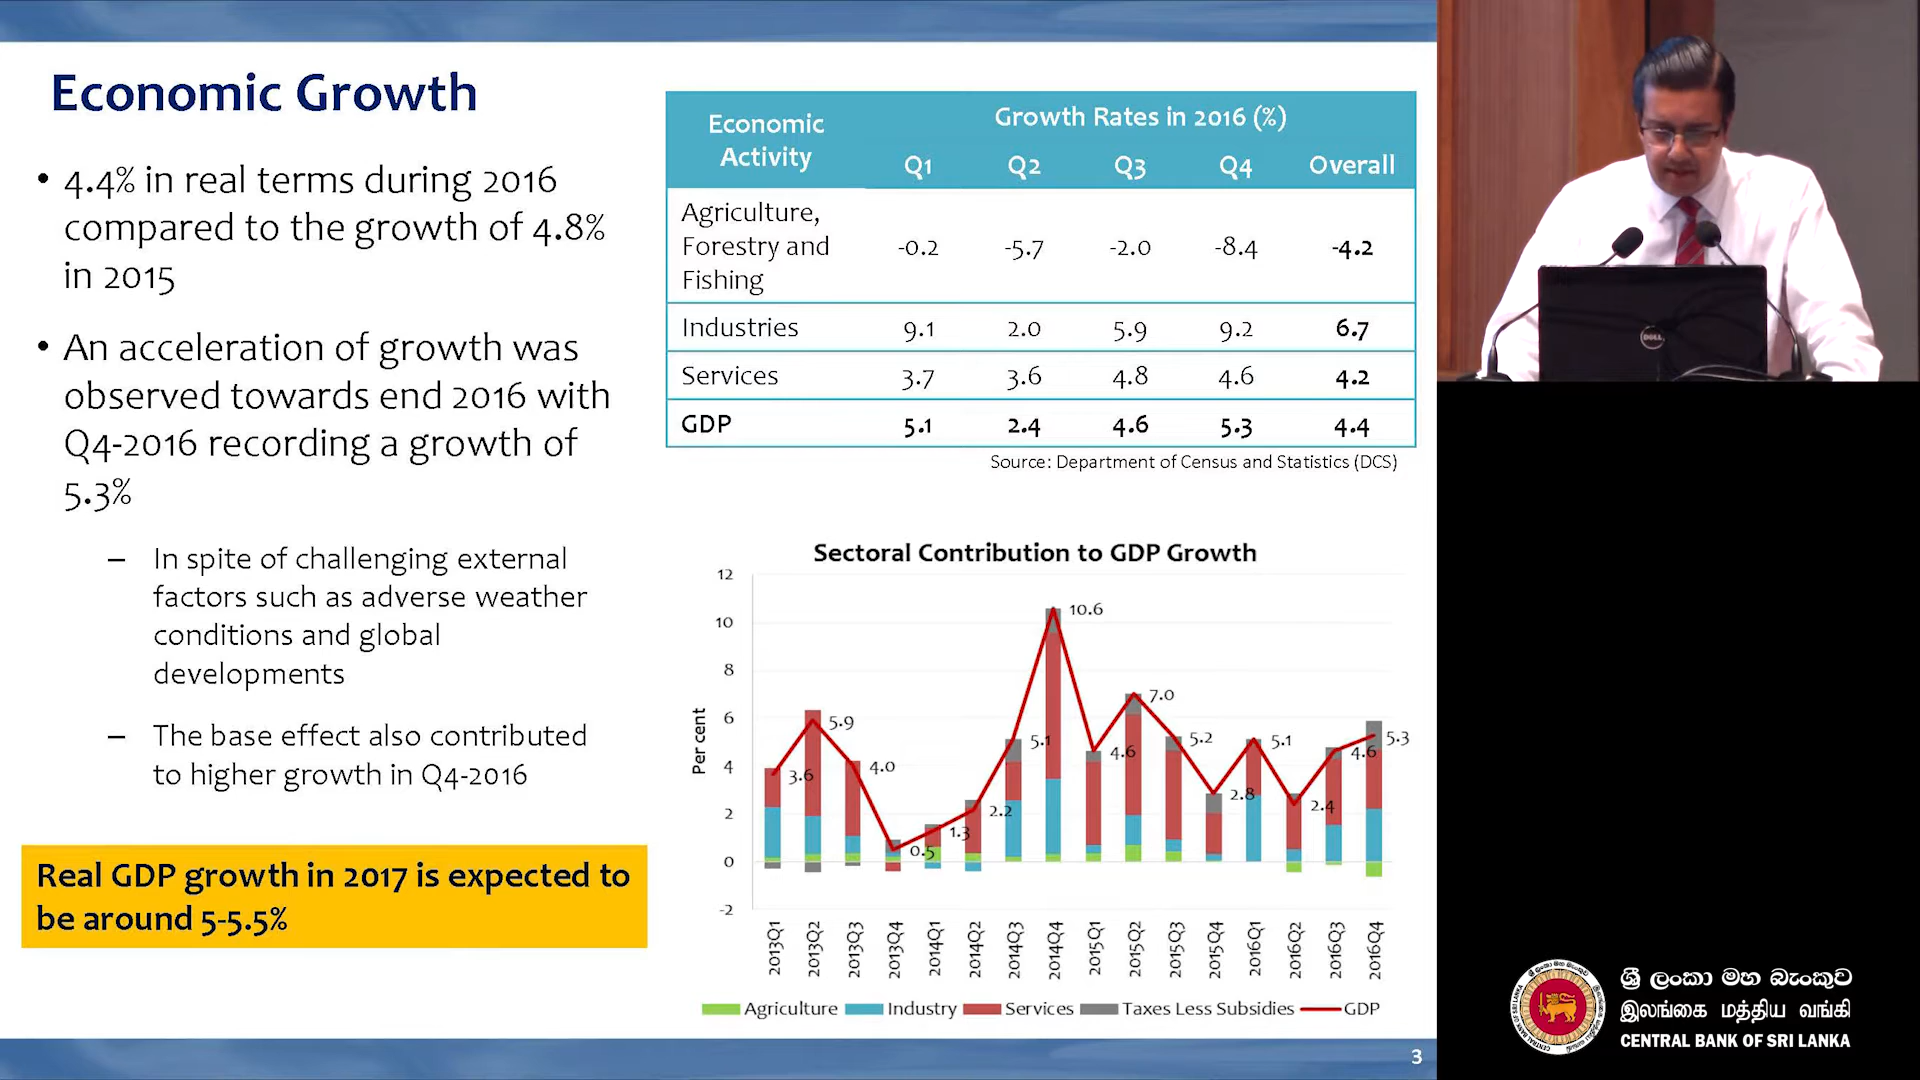 Economic Growth
• 4.4% in real terms during 2016
compared to the growth of 4.8%
in 2015
• An acceleration of growth was
observed towards end 2016 with
Q4-2016 recording a growth of
5.3%
– In spite of challenging external
factors such as adverse weather
conditions and global
developments
– The base effect also contributed
to higher growth in Q4-2016
Real GDP growth in 2017 is expected to
be around 5-5.5%
Economic
Activity
Growth Rates in 2016 (%)
Q1 Q2 Q3 Q4 Overall
Agriculture,
Forestry and
Fishing
-0.2 -5.7 -2.0 -8.4 -4.2
Industries 9.1 2.0 5.9 9.2 6.7
Services 3.7 3.6 4.8 4.6 4.2
GDP 5.1 2.4 4.6 5.3 4.4
Source: Department of Census and Statistics (DCS)
Sectoral Contribution to GDP Growth
Per cent
12
10
8
6
4
2
0
-2
3.6 5.9 4.0 0.5 1.3 2.2 5.1 10.6 4.6 7.0 5.2 2.8 5.1 2.4 4.6 5.3
2013Q1 2013Q2 2013Q3 2013Q4 2014Q1 2014Q2 2014Q3 2014Q4 2015Q1 2015Q2 2015Q3 2015Q4 2016Q1 2016Q2 2016Q3 2016Q4
Agriculture Industry Services Taxes Less Subsidies GDP
3
DELL
ශ්‍රී ලංකා මහ බැංකුව
இலங்கை மத்திய வங்கி
CENTRAL BANK OF SRI LANKA